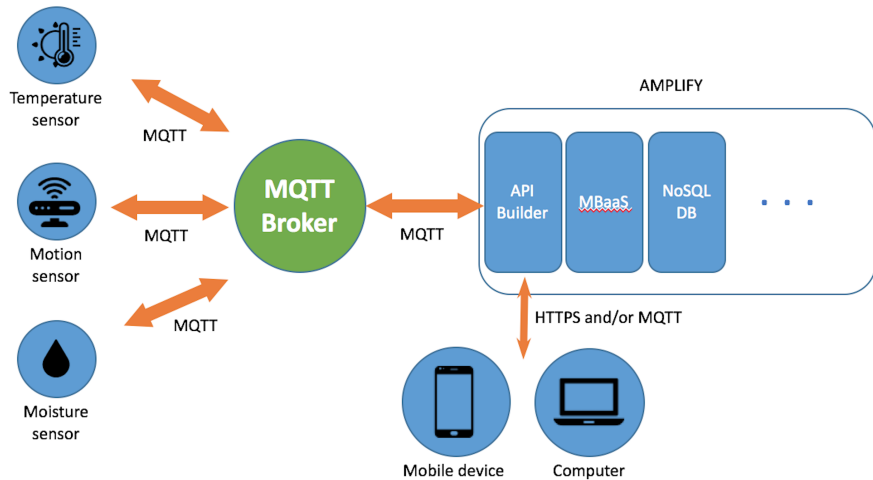 Temperature
sensor
MQTT
Motion
sensor
MQTT
Moisture
sensor
MQTT
MQTT
Broker
MQTT
AMPLIFY
API
Builder
MBaaS
NoSQL
DB
. . .
HTTPS and/or MQTT
Mobile device
Computer